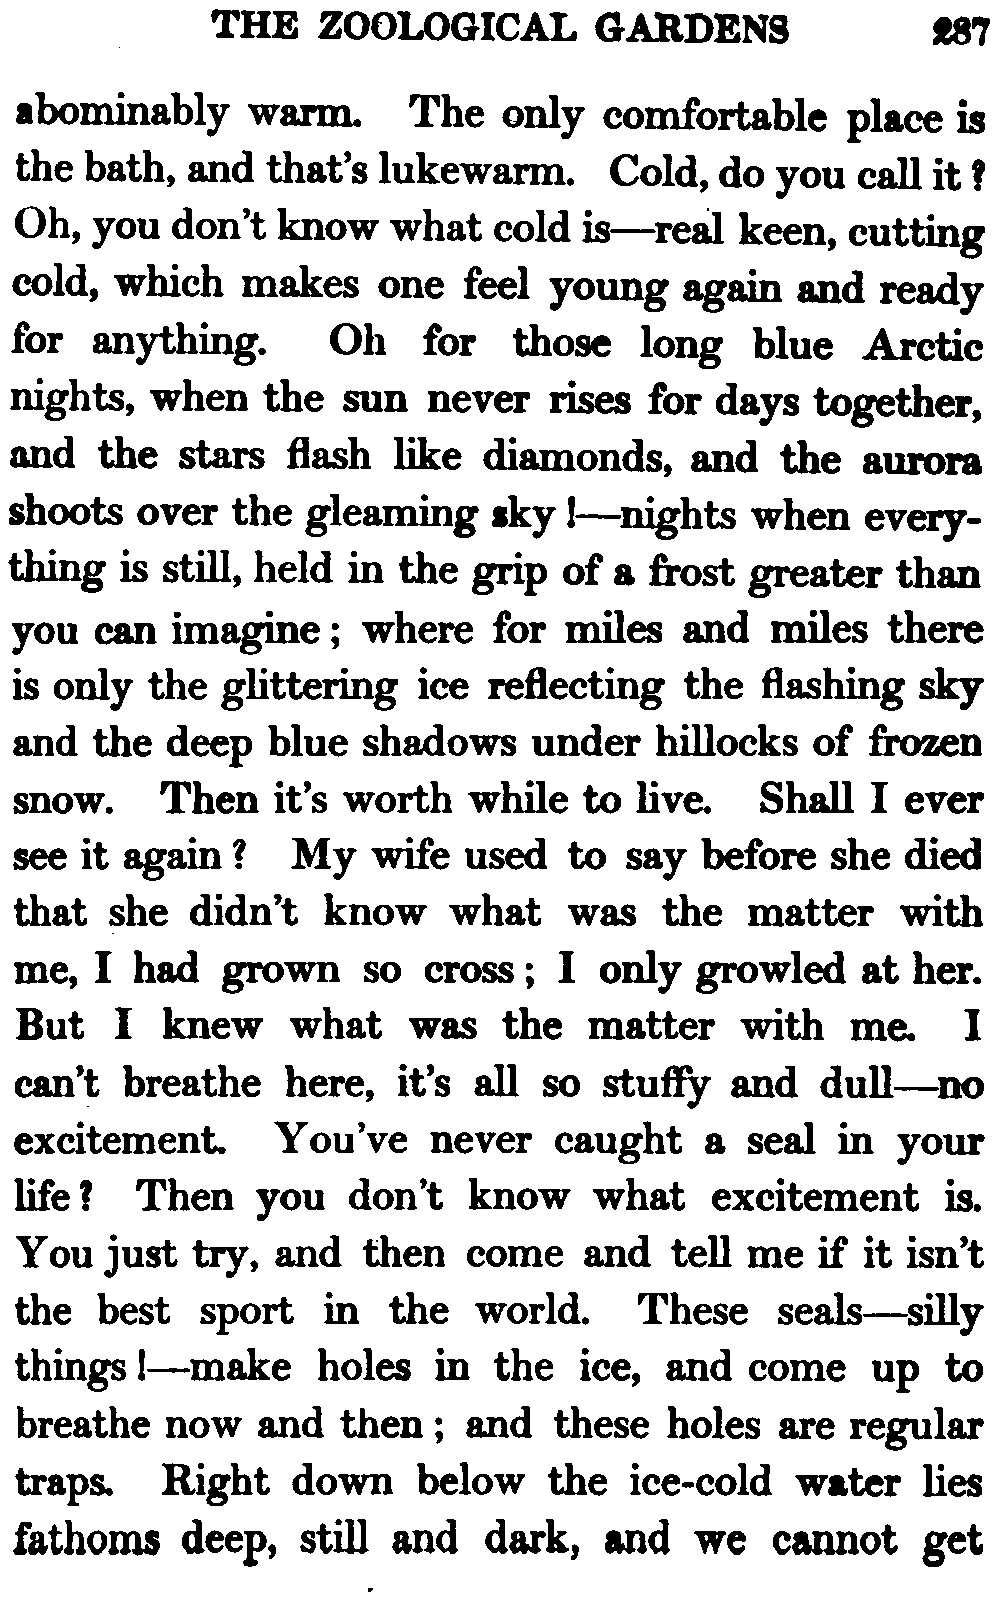 THE ZOOLOGICAL GARDENS 287
abominably warm. The only comfortable place is
the bath, and that's lukewarm. Cold, do you call it?
Oh, you don't know what cold is—real keen, cutting
cold, which makes one feel young again and ready
for anything. Oh for those long blue Arctic
nights, when the sun never rises for days together,
and the stars flash like diamonds, and the aurora
shoots over the gleaming sky!—nights when every-
thing is still, held in the grip of a frost greater than
you can imagine; where for miles and miles there
is only the glittering ice reflecting the flashing sky
and the deep blue shadows under hillocks of frozen
snow. Then it's worth while to live. Shall I ever
see it again? My wife used to say before she died
that she didn't know what was the matter with
me, I had grown so cross; I only growled at her.
But I knew what was the matter with me. I
can't breathe here, it's all so stuffy and dull—no
excitement. You've never caught a seal in your
life? Then you don't know what excitement is.
You just try, and then come and tell me if it isn't
the best sport in the world. These seals—silly
things!—make holes in the ice, and come up to
breathe now and then; and these holes are regular
traps. Right down below the ice-cold water lies
fathoms deep, still and dark, and we cannot get